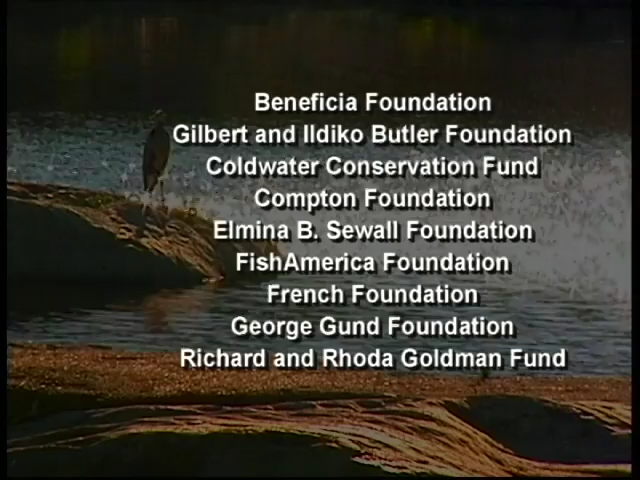 Beneficia Foundation
Gilbert and Ildiko Butler Foundation
Coldwater Conservation Fund
Compton Foundation
Elmina B. Sewall Foundation
FishAmerica Foundation
French Foundation
George Gund Foundation
Richard and Rhoda Goldman Fund